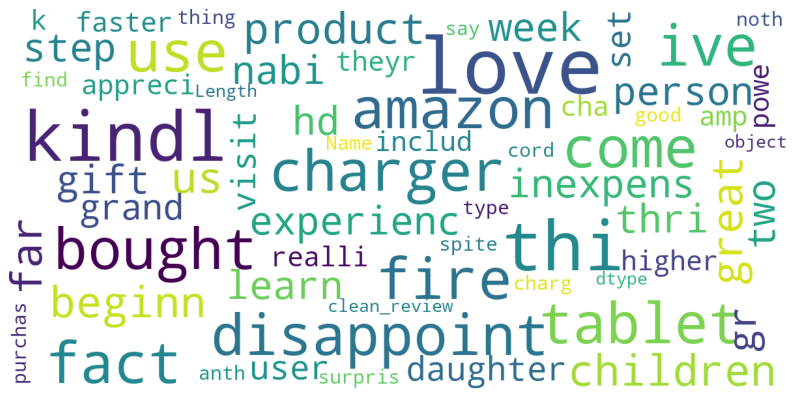 k
faster
thing
product
love
say
week
set
ive
noth
step
use
nabi
theyr
find
appreci
Length
amazon
cha
person
good
amp
powe
kindl
visit
hd
Name
includ
cord
come
object
gift
us
charger
inexpens
great
two
grand
experienc
type
thri
far
bought
realli
spite
thi
higher
learn
fire
charg
dtype
beginn
clean_review
tablet
gr
purchas
fact
disappoint
anth
user
surpris
daughter
children